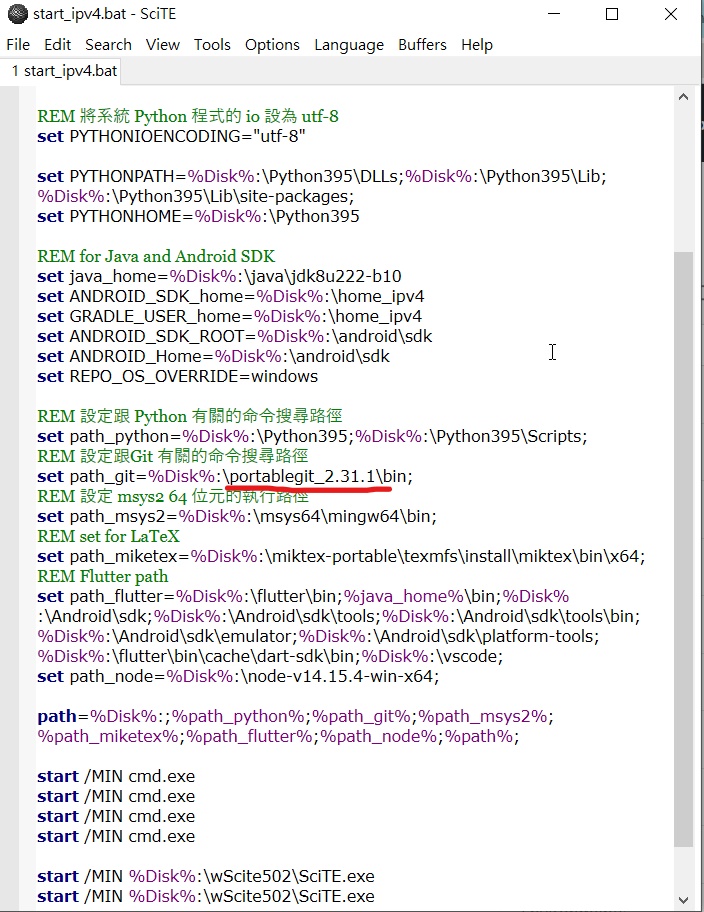 start_ipv4.bat - SciTE
File Edit Search View Tools Options Language Buffers Help
1 start_ipv4.bat
REM 將系統 Python 程式的 io 設為 utf-8
set PYTHONIOENCODING="utf-8"
set PYTHONPATH=%Disk%:\Python395\DLLs;%Disk%:\Python395\Lib;
%Disk%:\Python395\Lib\site-packages;
set PYTHONHOME=%Disk%:\Python395
REM for Java and Android SDK
set java_home=%Disk%:\java\jdk8u222-b10
set ANDROID_SDK_home=%Disk%:\home_ipv4
set GRADLE_USER_home=%Disk%:\home_ipv4
set ANDROID_SDK_ROOT=%Disk%:\android\sdk
set ANDROID_Home=%Disk%:\android\sdk
set REPO_OS_OVERRIDE=windows
REM 設定跟 Python 有關的命令搜尋路徑
set path_python=%Disk%:\Python395;%Disk%:\Python395\Scripts;
REM 設定跟Git 有關的命令搜尋路徑
set path_git=%Disk%:\portablegit_2.31.1\bin;
REM 設定 msys2 64 位元的執行路徑
set path_msys2=%Disk%:\msys64\mingw64\bin;
REM set for LaTeX
set path_miketex=%Disk%:\miktex-portable\texmfs\install\miktex\bin\x64;
REM Flutter path
set path_flutter=%Disk%:\flutter\bin;%java_home%\bin;%Disk%
:\Android\sdk;%Disk%:\Android\sdk\tools;%Disk%:\Android\sdk\tools\bin;
%Disk%:\Android\sdk\emulator;%Disk%:\Android\sdk\platform-tools;
%Disk%:\flutter\bin\cache\dart-sdk\bin;%Disk%:\vscode;
set path_node=%Disk%:\node-v14.15.4-win-x64;
path=%Disk%:;%path_python%;%path_git%;%path_msys2%;
%path_miketex%;%path_flutter%;%path_node%;%path%;
start /MIN cmd.exe
start /MIN cmd.exe
start /MIN cmd.exe
start /MIN cmd.exe
start /MIN %Disk%:\wScite502\SciTE.exe
start /MIN %Disk%:\wScite502\SciTE.exe